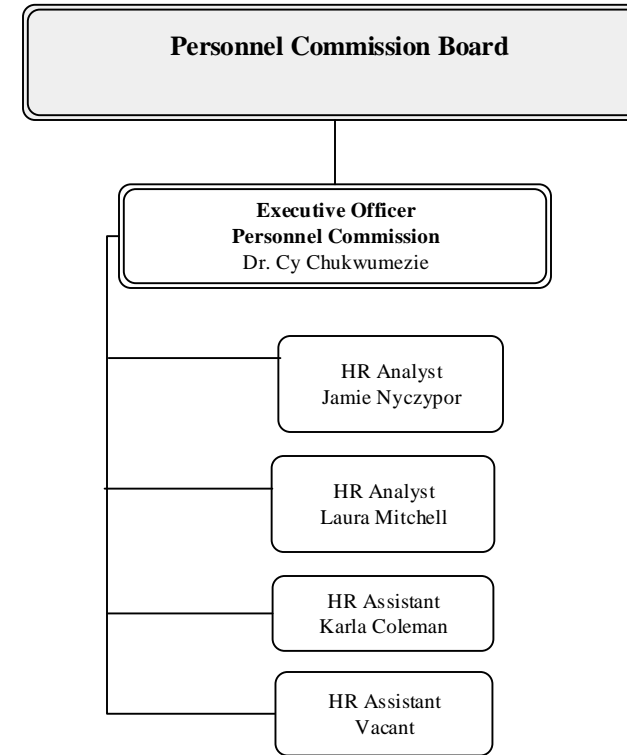 Personnel Commission Board
Executive Officer
Personnel Commission
Dr. Cy Chukwumezie
HR Analyst
Jamie Nyczypor
HR Analyst
Laura Mitchell
HR Assistant
Karla Coleman
HR Assistant
Vacant